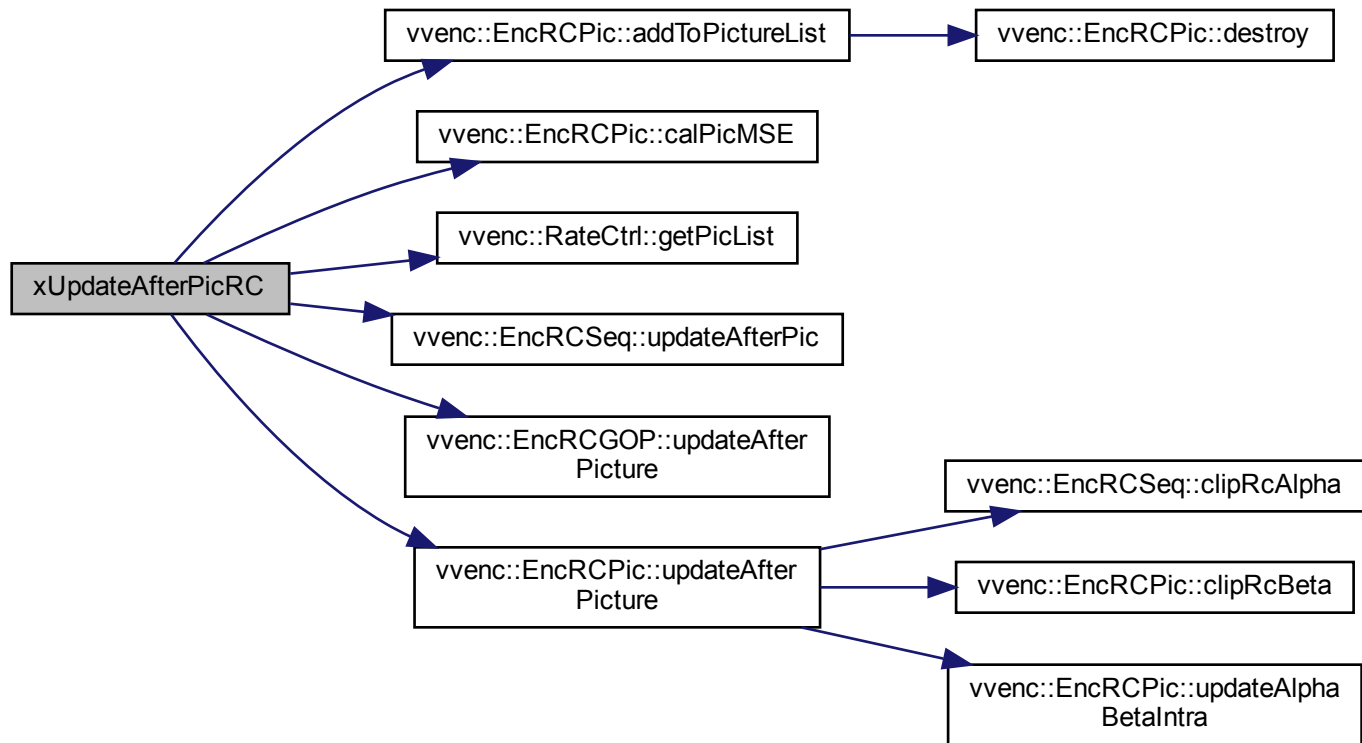 vvenc::EncRCPic::addToPictureList
vvenc::EncRCPic::destroy
vvenc::EncRCPic::calPicMSE
vvenc::RateCtrl::getPicList
xUpdateAfterPicRC
vvenc::EncRCSeq::updateAfterPic
vvenc::EncRCGOP::updateAfter
Picture
vvenc::EncRCSeq::clipRcAlpha
vvenc::EncRCPic::updateAfter
Picture
vvenc::EncRCPic::clipRcBeta
vvenc::EncRCPic::updateAlpha
BetaIntra